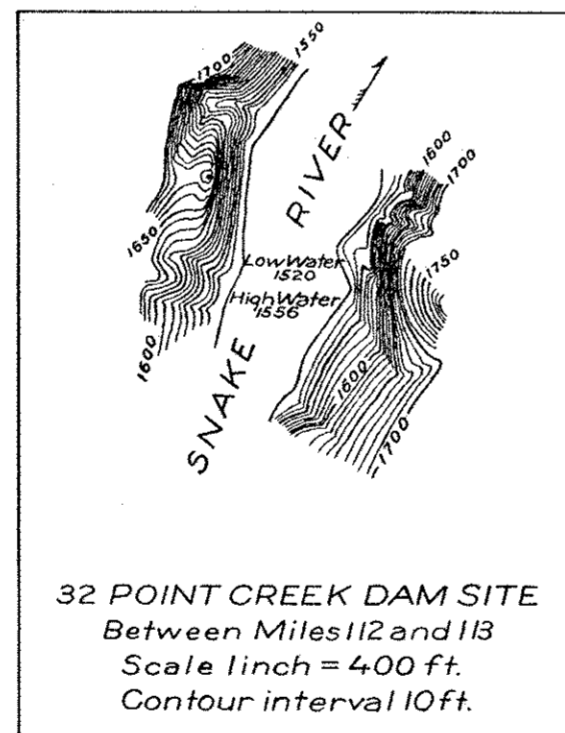 1700
1550
1600
1700
1650
1750
1600
1600
1700
SNAKE RIVER
Low Water
1520
High Water
1556
32 POINT CREEK DAM SITE
Between Miles 112 and 113
Scale 1 inch = 400 ft.
Contour interval 10 ft.